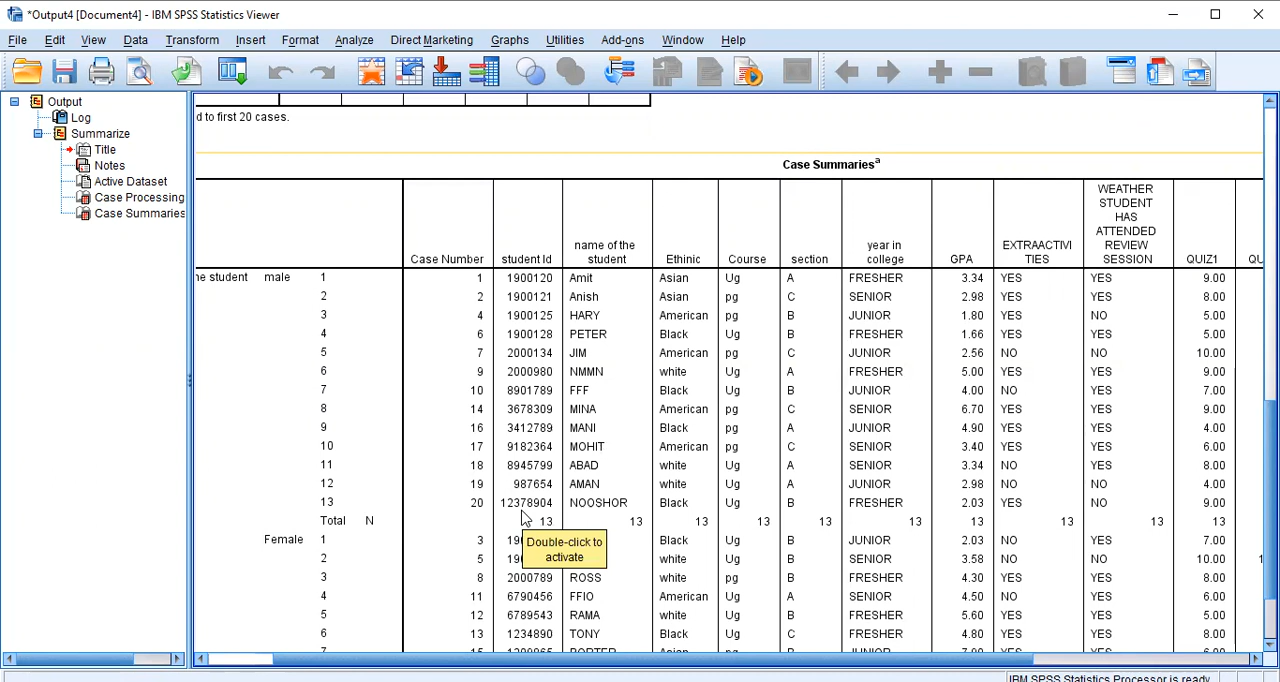 *Output4 [Document4] - IBM SPSS Statistics Viewer
File Edit View Data Transform Insert Format Analyze Direct Marketing Graphs Utilities Add-ons Window Help
Output
Log
Summarize
Title
Notes
Active Dataset
Case Processing
Case Summaries
d to first 20 cases.
Case Summariesa
Case Number student Id name of the student Ethinic Course section year in college GPA EXTRAACTIVITIES WEATHER STUDENT HAS ATTENDED REVIEW SESSION QUIZ1 QU
ne student male 1 1 1900120 Amit Asian Ug A FRESHER 3.34 YES YES 9.00
2 2 1900121 Anish Asian pg C SENIOR 2.98 YES YES 8.00
3 4 1900125 HARY American pg B JUNIOR 1.80 YES NO 5.00
4 6 1900128 PETER Black Ug B FRESHER 1.66 YES YES 5.00
5 7 2000134 JIM American pg C JUNIOR 2.56 NO NO 10.00
6 9 2000980 NMMN white Ug A FRESHER 5.00 YES YES 9.00
7 10 8901789 FFF Black Ug B JUNIOR 4.00 NO YES 7.00
8 14 3678309 MINA American pg C SENIOR 6.70 YES YES 9.00
9 16 3412789 MANI Black Ug A JUNIOR 4.90 YES YES 4.00
10 17 9182364 MOHIT American pg C SENIOR 3.40 YES YES 6.00
11 18 8945799 ABAD white Ug A SENIOR 3.34 NO YES 8.00
12 19 987654 AMAN white Ug A JUNIOR 2.98 NO NO 4.00
13 20 12378904 NOOSHOR Black Ug B FRESHER 2.03 YES NO 9.00
Total N 13 13 13 13 13 13 13 13 13 13
Female 1 3 Black Ug B JUNIOR 2.03 NO YES 7.00
2 5 white Ug B SENIOR 3.58 NO NO 10.00
3 8 2000789 ROSS white pg B FRESHER 4.30 YES YES 8.00
4 11 6790456 FFIO American Ug A SENIOR 4.50 NO YES 6.00
5 12 6789543 RAMA white Ug B FRESHER 5.60 YES YES 5.00
6 13 1234890 TONY Black Ug C FRESHER 4.80 YES YES 8.00
Double-click to
activate
IBM SPSS Statistics Processor is ready